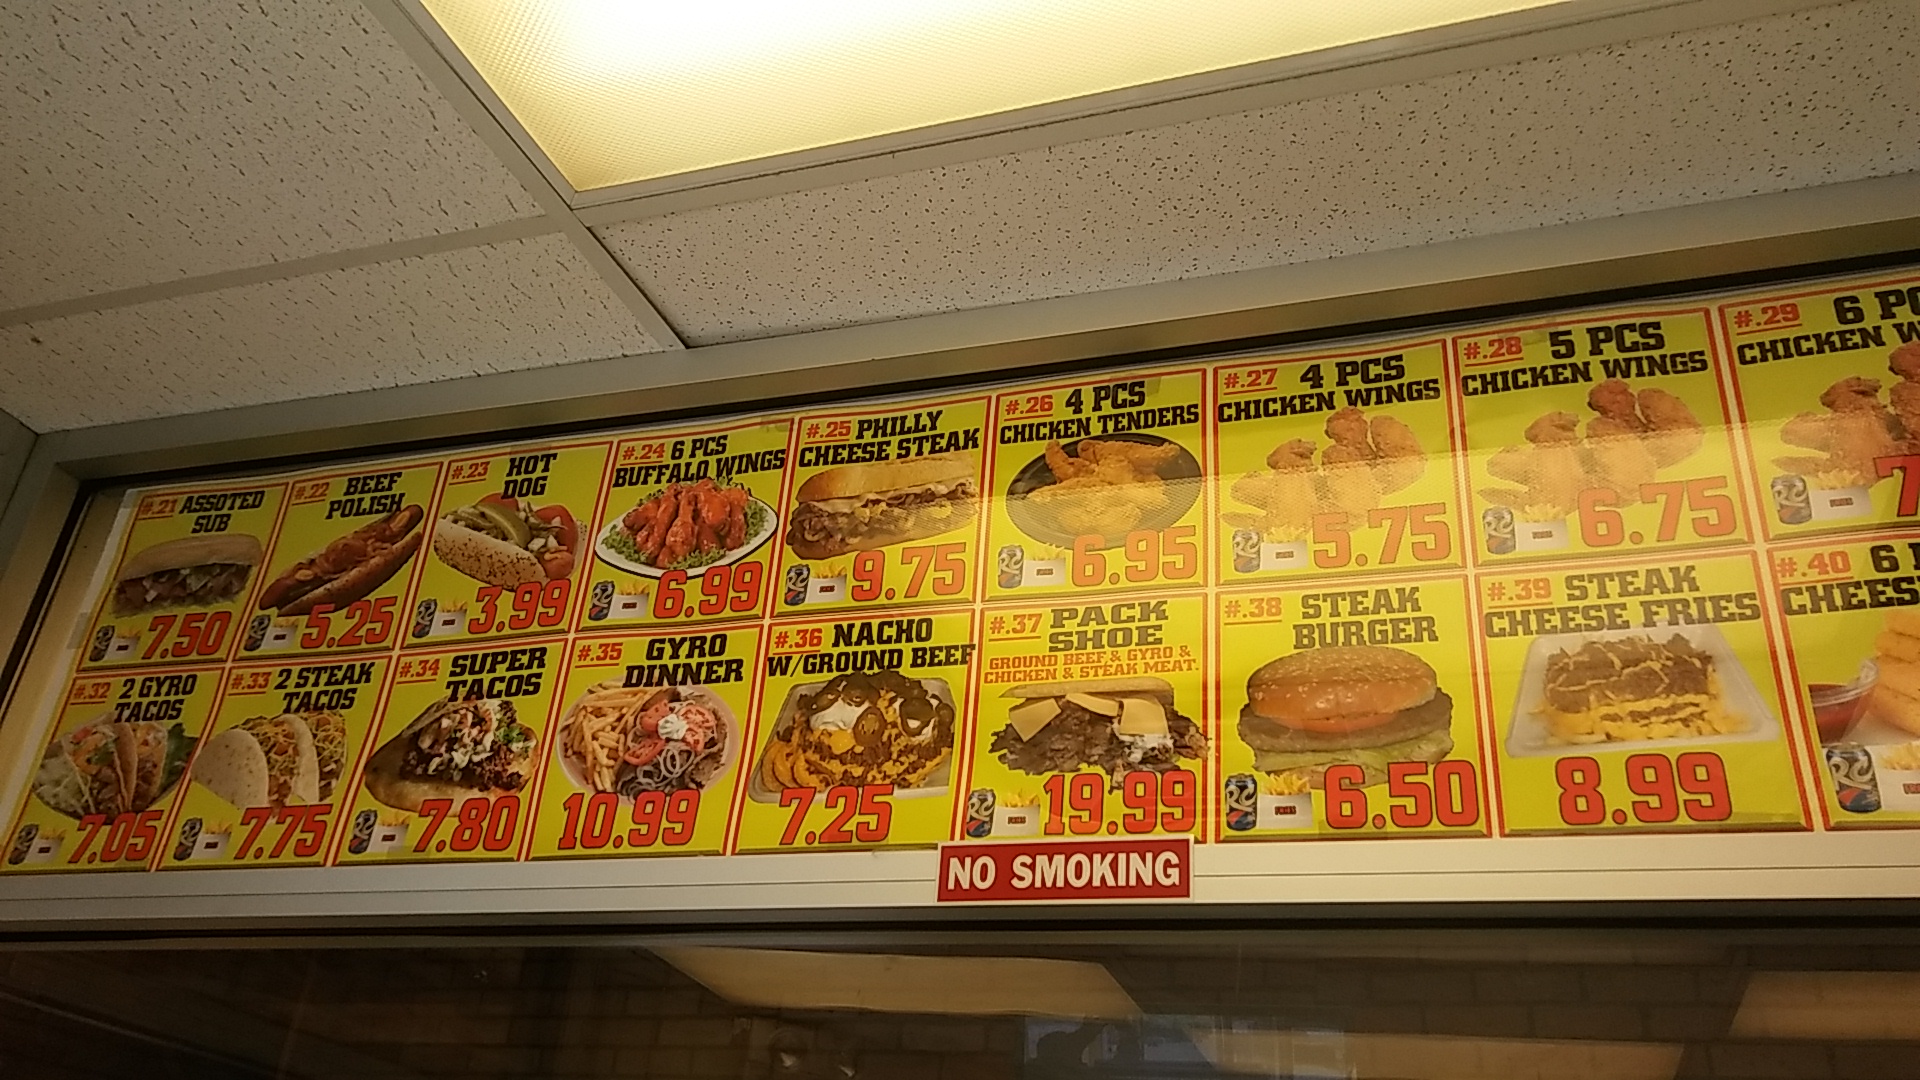 #.21 ASSOTED
SUB
7.50
#.22 BEEF
POLISH
5.25
#.23 HOT
DOG
3.99
#.24 6 PCS
BUFFALO WINGS
6.99
#.25 PHILLY
CHEESE STEAK
9.75
#.26 4 PCS
CHICKEN TENDERS
6.95
#.27 4 PCS
CHICKEN WINGS
5.75
#.28 5 PCS
CHICKEN WINGS
6.75
#.29 6
CHICKEN
#.32 2 GYRO
TACOS
7.05
#.33 2 STEAK
TACOS
7.75
#.34 SUPER
TACOS
7.80
#.35 GYRO
DINNER
10.99
#.36 NACHO
W/GROUND BEEF
7.25
#.37 PACK
SHOE
GROUND BEEF & GYRO &
CHICKEN & STEAK MEAT.
19.99
#.38 STEAK
BURGER
RC
FRIES
6.50
#.39 STEAK
CHEESE FRIES
8.99
#.40 6
RC
NO SMOKING